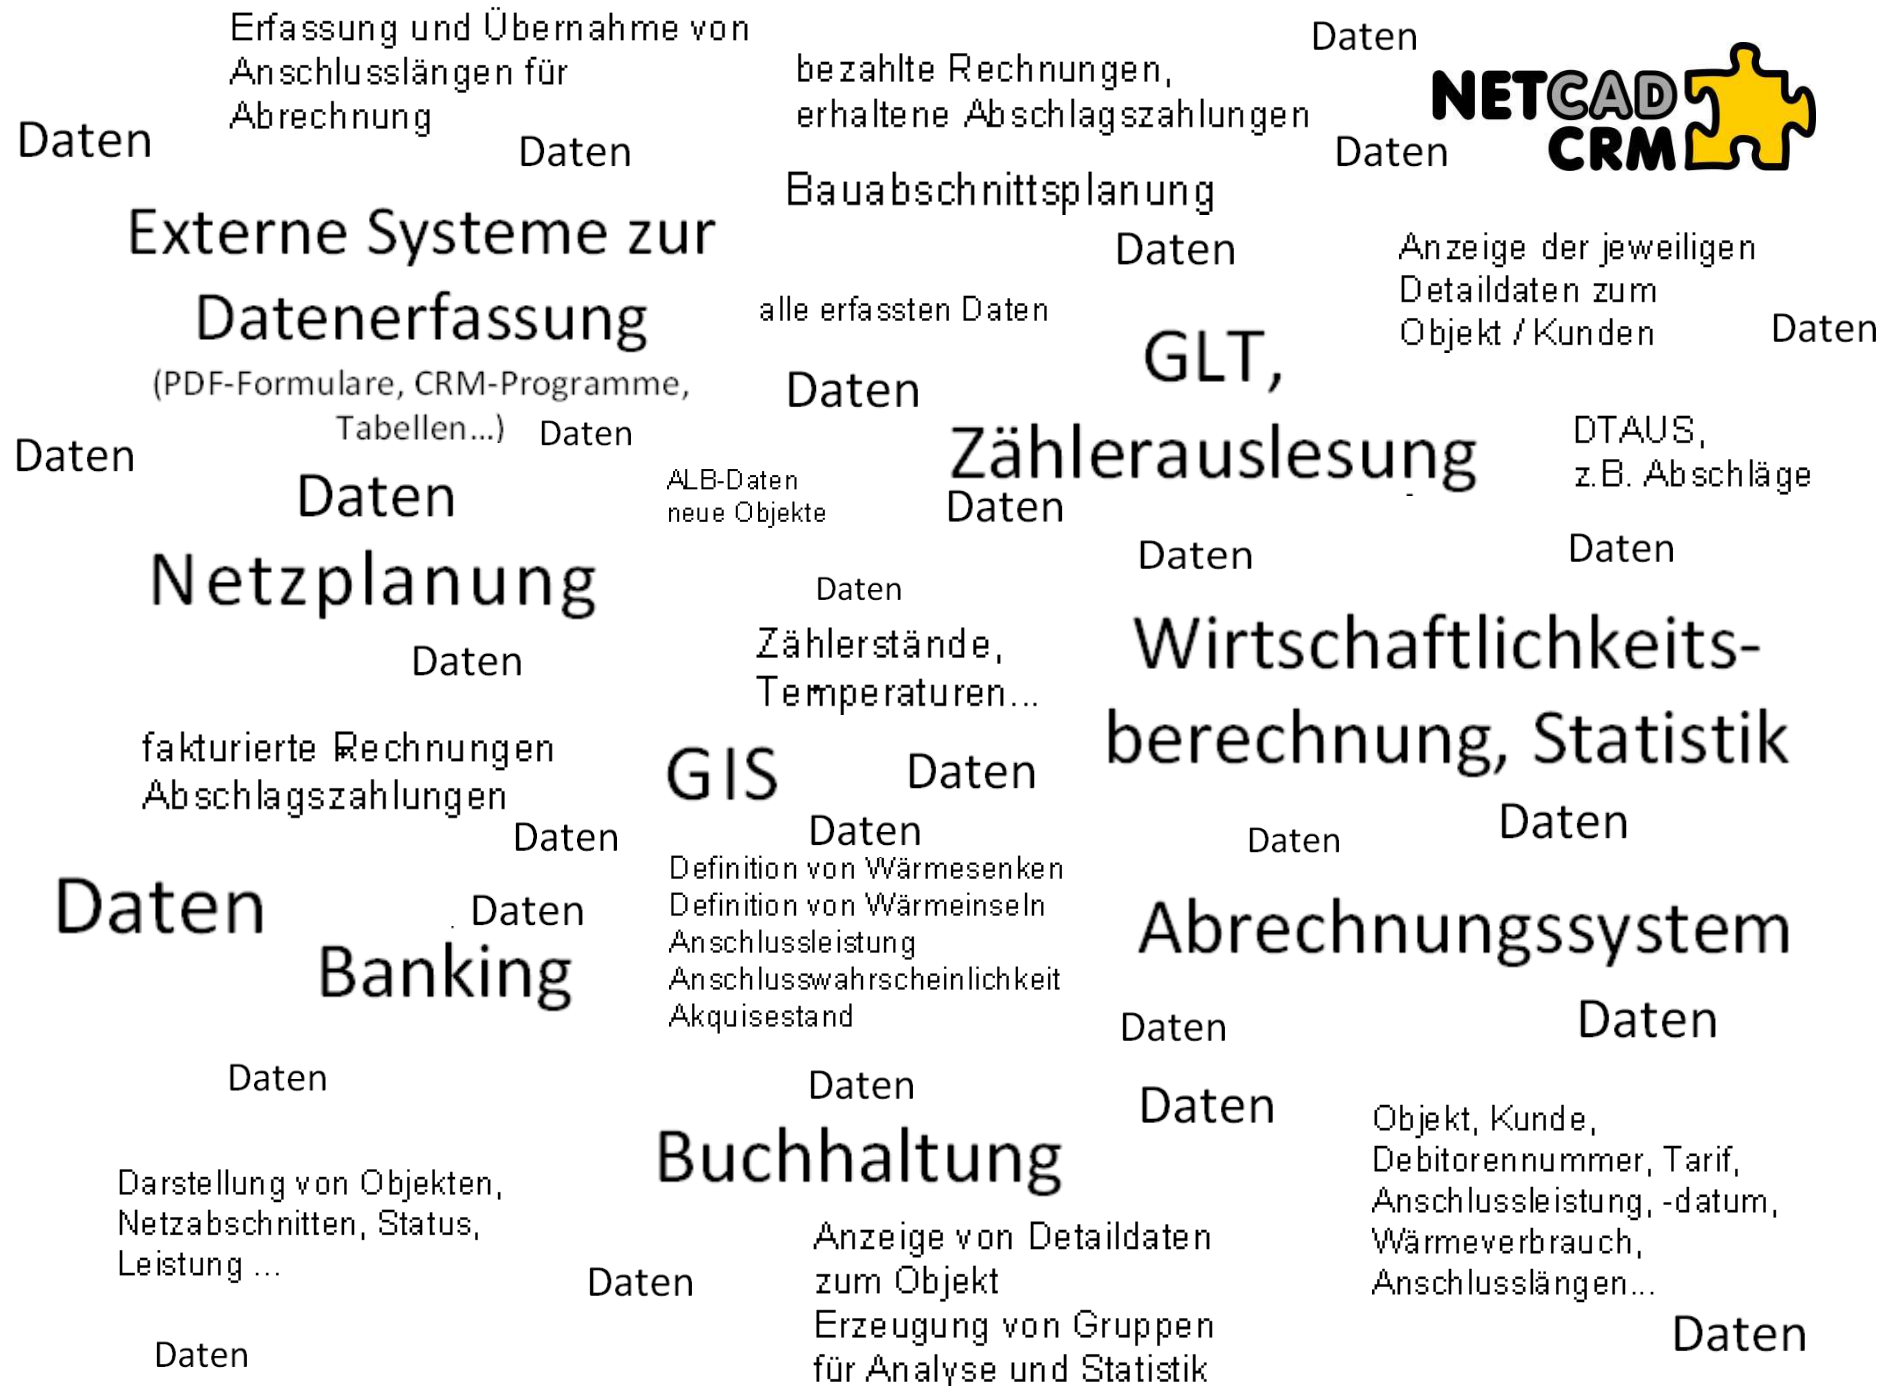 Erfassung und Übernahme von
Anschlusslängen für
Abrechnung
bezahlte Rechnungen,
erhaltene Abschlagszahlungen
Daten
NETCAD
CRM
Daten
Daten
Daten
Bauabschnittsplanung
Externe Systeme zur
Datenerfassung
(PDF-Formulare, CRM-Programme,
Tabellen...)
Daten
Daten
Anzeige der jeweiligen
Detaildaten zum
Objekt / Kunden
Daten
alle erfassten Daten
Daten
GLT,
Zählerauslesung
Daten
DTAUS,
z.B. Abschläge
Daten
Daten
ALB-Daten
neue Objekte
Daten
Daten
Netzplanung
Daten
Daten
Zählerstände,
Temperaturen...
Wirtschaftlichkeits-
berechnung, Statistik
fakturierte Rechnungen
Abschlagszahlungen
Daten
GIS
Daten
Daten
Daten
Daten
Definition von Wärmesenken
Definition von Wärmeinseln
Anschlussleistung
Anschlusswahrscheinlichkeit
Akquisestand
Daten
Daten
Banking
Abrechnungssystem
Daten
Daten
Daten
Daten
Daten
Buchhaltung
Objekt, Kunde,
Debitorennummer, Tarif,
Anschlussleistung, -datum,
Wärmeverbrauch,
Anschlusslängen...
Darstellung von Objekten,
Netzabschnitten, Status,
Leistung ...
Anzeige von Detaildaten
zum Objekt
Erzeugung von Gruppen
für Analyse und Statistik
Daten
Daten
Daten